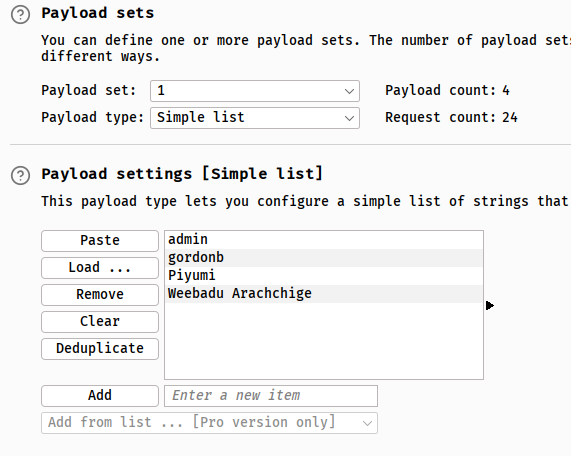 Payload sets
You can define one or more payload sets. The number of payload sets
different ways.
Payload set: 1 Payload count: 4
Payload type: Simple list Request count: 24
Payload settings [Simple list]
This payload type lets you configure a simple list of strings that
Paste
Load ...
Remove
Clear
Deduplicate
admin
gordonb
Piyumi
Weebadu Arachchige
Add Enter a new item
Add from list ... [Pro version only]